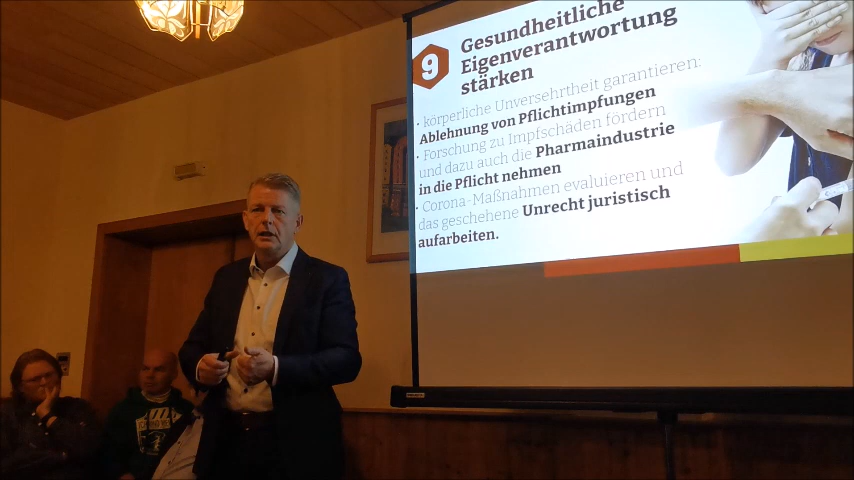 9
Gesundheitliche
Eigenverantwortung
stärken
· körperliche Unversehrtheit garantieren:
Ablehnung von Pflichtimpfungen
· Forschung zu Impfschäden fördern
und dazu auch die Pharmaindustrie
in die Pflicht nehmen
· Corona-Maßnahmen evaluieren und
das geschehene Unrecht juristisch
aufarbeiten.